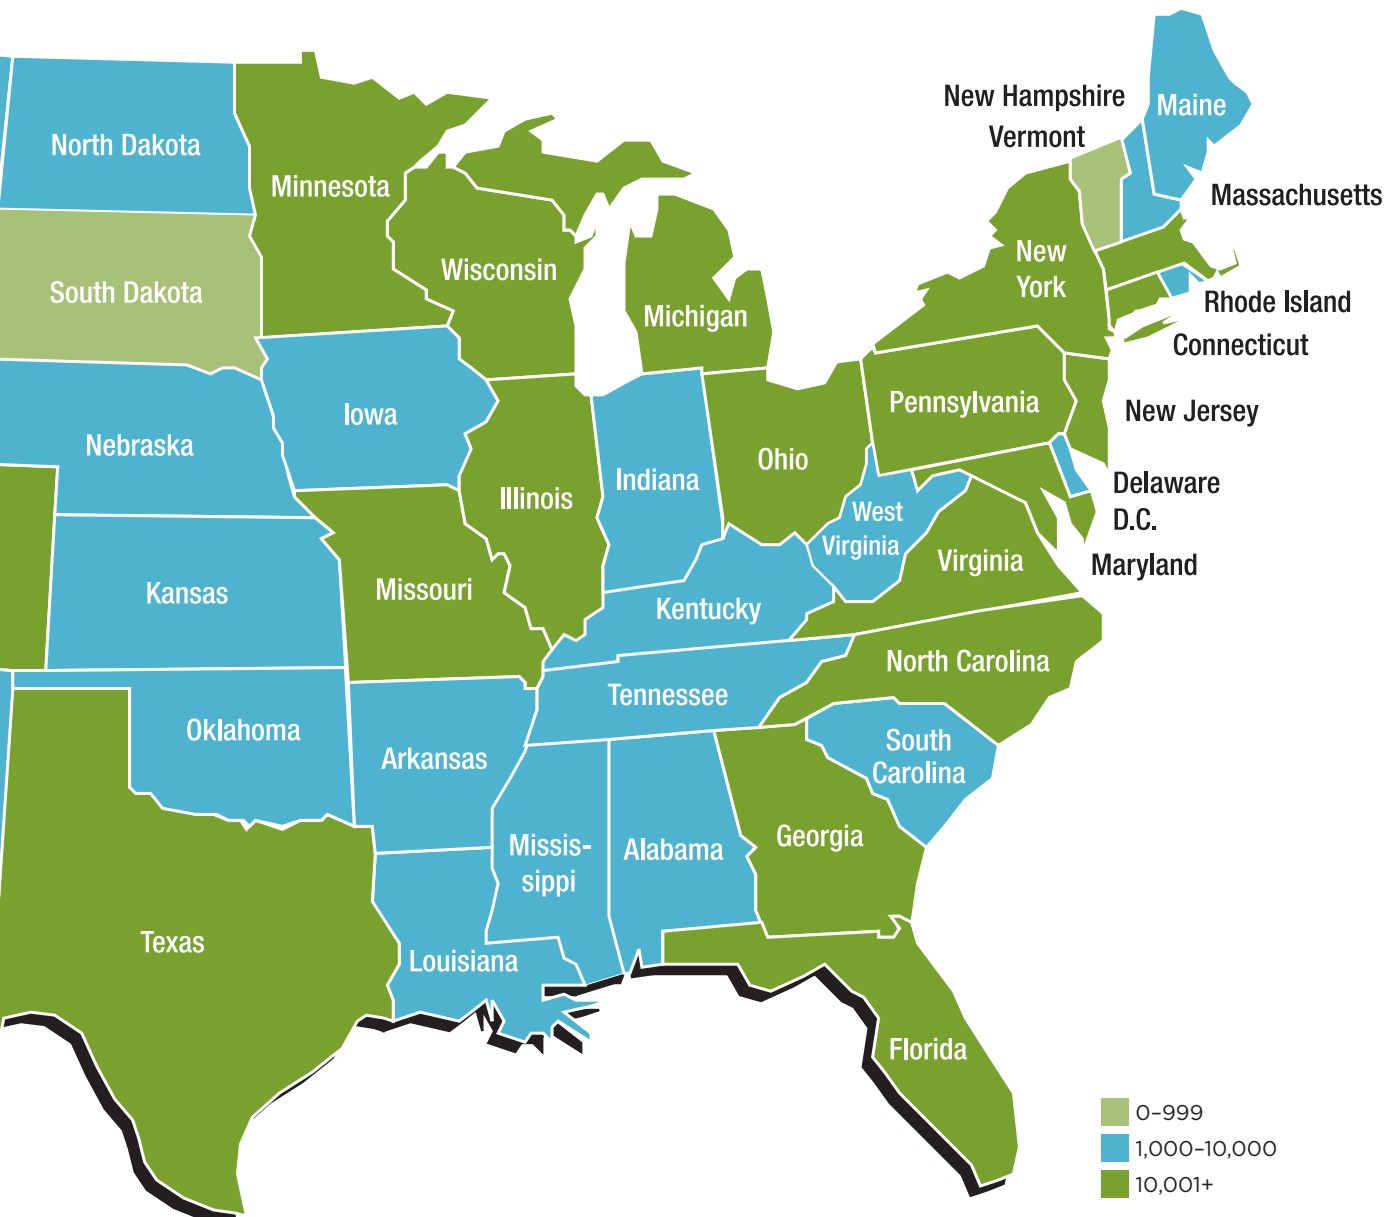 New Hampshire
Maine
Vermont
North Dakota
Minnesota
Massachusetts
Wisconsin
New
York
South Dakota
Rhode Island
Michigan
Connecticut
Pennsylvania
New Jersey
Iowa
Nebraska
Ohio
Indiana
Delaware
Illinois
West
Virginia
D.C.
Virginia
Maryland
Kansas
Missouri
Kentucky
North Carolina
Tennessee
Oklahoma
South
Carolina
Arkansas
Georgia
Missis-
sippi
Alabama
Texas
Louisiana
Florida
0–999
1,000–10,000
10,001+